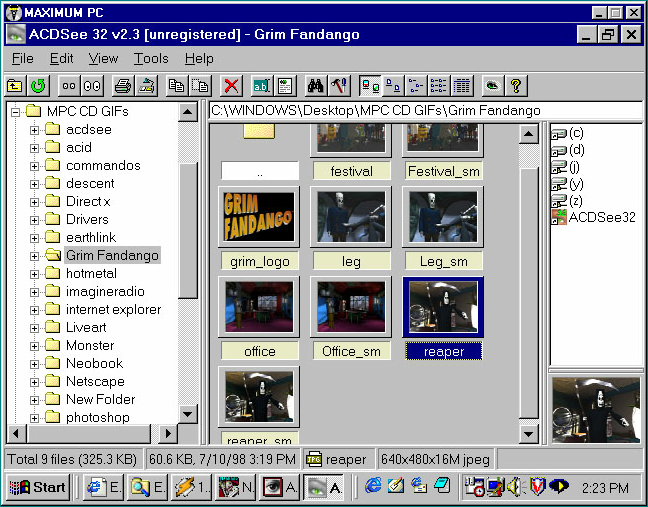 MAXIMUM PC
ACDSee 32 v2.3 [unregistered] - Grim Fandango
File Edit View Tools Help
C:\WINDOWS\Desktop\MPC CD GIFs\Grim Fandango
MPC CD GIFs
acdsee
acid
commandos
descent
Direct x
Drivers
earthlink
Grim Fandango
hotmetal
imagineradio
internet explorer
Liveart
Monster
Neobook
Netscape
New Folder
photoshop
..
festival
Festival_sm
GRIM
FANDANGO
grim_logo
leg
Leg_sm
office
Office_sm
reaper
reaper_sm
(c)
(d)
(j)
(y)
(z)
ACDSee32
Total 9 files (325.3 KB)
60.6 KB, 7/10/98 3:19 PM
JPG
reaper
640x480x16M jpeg
Start
E.
E.
1.
N.
A.
A.
2:23 PM